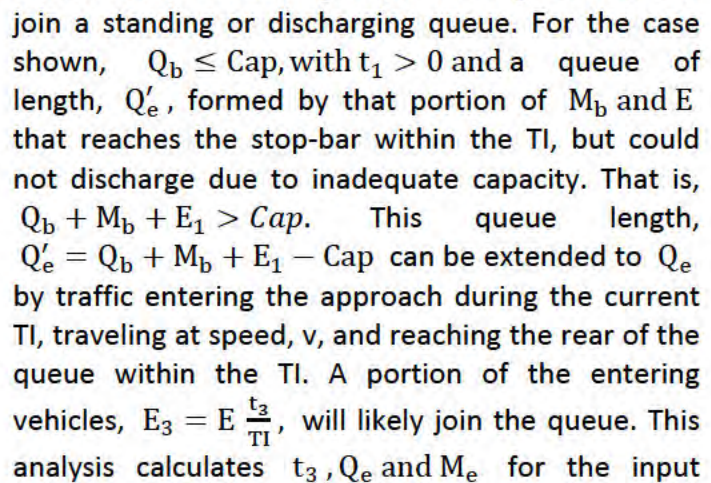 join a standing or discharging queue. For the case
shown, Q_b ≤ Cap, with t_1 > 0 and a queue of
length, Q'_e , formed by that portion of M_b and E
that reaches the stop-bar within the TI, but could
not discharge due to inadequate capacity. That is,
Q_b + M_b + E_1 > Cap. This queue length,
Q'_e = Q_b + M_b + E_1 − Cap can be extended to Q_e
by traffic entering the approach during the current
TI, traveling at speed, v, and reaching the rear of the
queue within the TI. A portion of the entering
vehicles, E_3 = E t_3/TI , will likely join the queue. This
analysis calculates t_3 , Q_e and M_e for the input